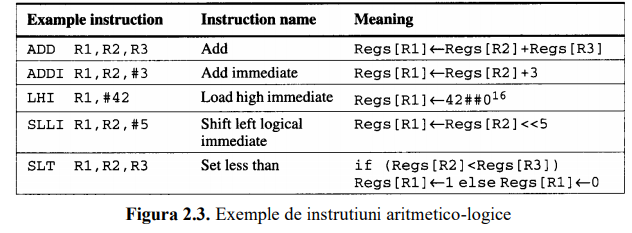 Example instruction Instruction name Meaning
ADD R1,R2,R3 Add Regs[R1]←Regs[R2]+Regs[R3]
ADDI R1,R2,#3 Add immediate Regs[R1]←Regs[R2]+3
LHI R1,#42 Load high immediate Regs[R1]←42##0¹⁶
SLLI R1,R2,#5 Shift left logical Regs[R1]←Regs[R2]<<5
immediate
SLT R1,R2,R3 Set less than if (Regs[R2]<Regs[R3])
Regs[R1]←1 else Regs[R1]←0
Figura 2.3. Exemple de instrutiuni aritmetico-logice